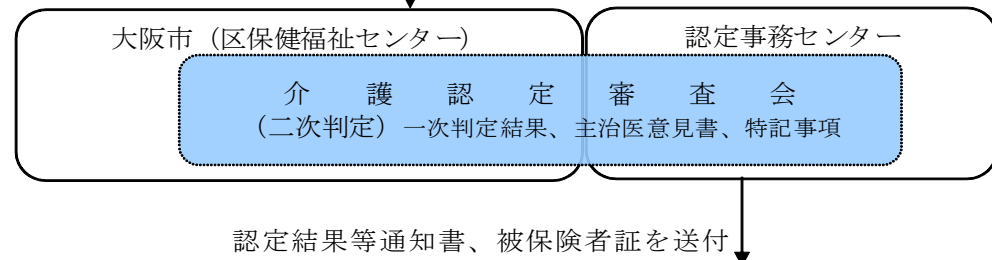 大阪市（区保健福祉センター）
認定事務センター
介護認定審査会
（二次判定）一次判定結果、主治医意見書、特記事項
認定結果等通知書、被保険者証を送付